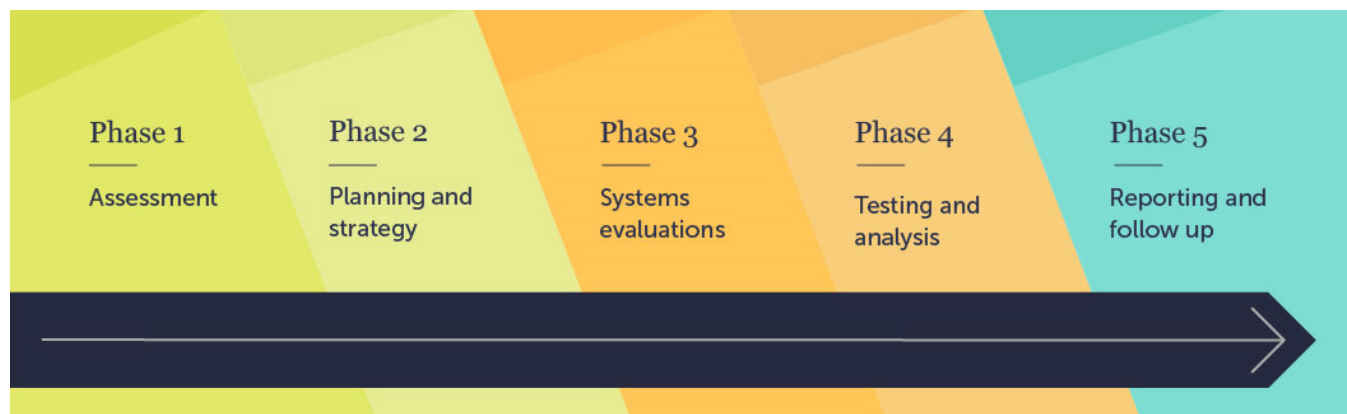 Phase 1
Assessment
Phase 2
Planning and
strategy
Phase 3
Systems
evaluations
Phase 4
Testing and
analysis
Phase 5
Reporting and
follow up